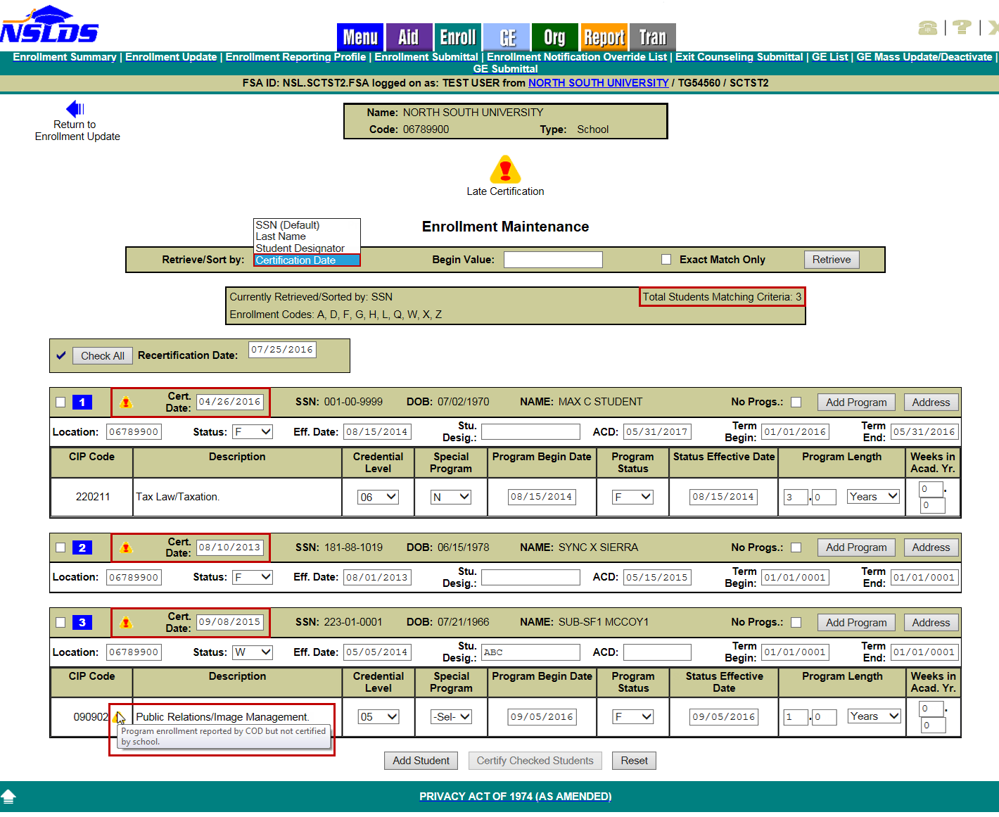 NSLDS
Menu Aid Enroll GE Org Report Tran
Enrollment Summary | Enrollment Update | Enrollment Reporting Profile | Enrollment Submittal | Enrollment Notification Override List | Exit Counseling Submittal | GE List | GE Mass Update/Deactivate |
GE Submittal
FSA ID: NSL.SCTST2.FSA logged on as: TEST USER from NORTH SOUTH UNIVERSITY / TG54560 / SCTST2
Return to
Enrollment Update
Name: NORTH SOUTH UNIVERSITY
Code: 06789900 Type: School
Late Certification
Enrollment Maintenance
SSN (Default)
Last Name
Student Designator
Retrieve/Sort by: Certification Date Begin Value: Exact Match Only Retrieve
Currently Retrieved/Sorted by: SSN Total Students Matching Criteria: 3
Enrollment Codes: A, D, F, G, H, L, Q, W, X, Z
Check All Recertification Date: 07/25/2016
1 Cert. Date: 04/26/2016 SSN: 001-00-9999 DOB: 07/02/1970 NAME: MAX C STUDENT No Progs.: Add Program Address
Location: 06789900 Status: F Eff. Date: 08/15/2014 Stu. Desig.: ACD: 05/31/2017 Term Begin: 01/01/2016 Term End: 05/31/2016
CIP Code Description Credential Level Special Program Program Begin Date Program Status Status Effective Date Program Length Weeks in Acad. Yr.
220211 Tax Law/Taxation. 06 N 08/15/2014 F 08/15/2014 3 . 0 Years 0 . 0
2 Cert. Date: 08/10/2013 SSN: 181-88-1019 DOB: 06/15/1978 NAME: SYNC X SIERRA No Progs.: Add Program Address
Location: 06789900 Status: F Eff. Date: 08/01/2013 Stu. Desig.: ACD: 05/15/2015 Term Begin: 01/01/0001 Term End: 01/01/0001
3 Cert. Date: 09/08/2015 SSN: 223-01-0001 DOB: 07/21/1966 NAME: SUB-SF1 MCCOY1 No Progs.: Add Program Address
Location: 06789900 Status: W Eff. Date: 05/05/2014 Stu. Desig.: ABC ACD: Term Begin: 01/01/0001 Term End: 01/01/0001
CIP Code Description Credential Level Special Program Program Begin Date Program Status Status Effective Date Program Length Weeks in Acad. Yr.
090902 Public Relations/Image Management. 05 -Sel- 09/05/2016 F 09/05/2016 1 . 0 Years 0 . 0
Program enrollment reported by COD but not certified
by school.
Add Student Certify Checked Students Reset
PRIVACY ACT OF 1974 (AS AMENDED)